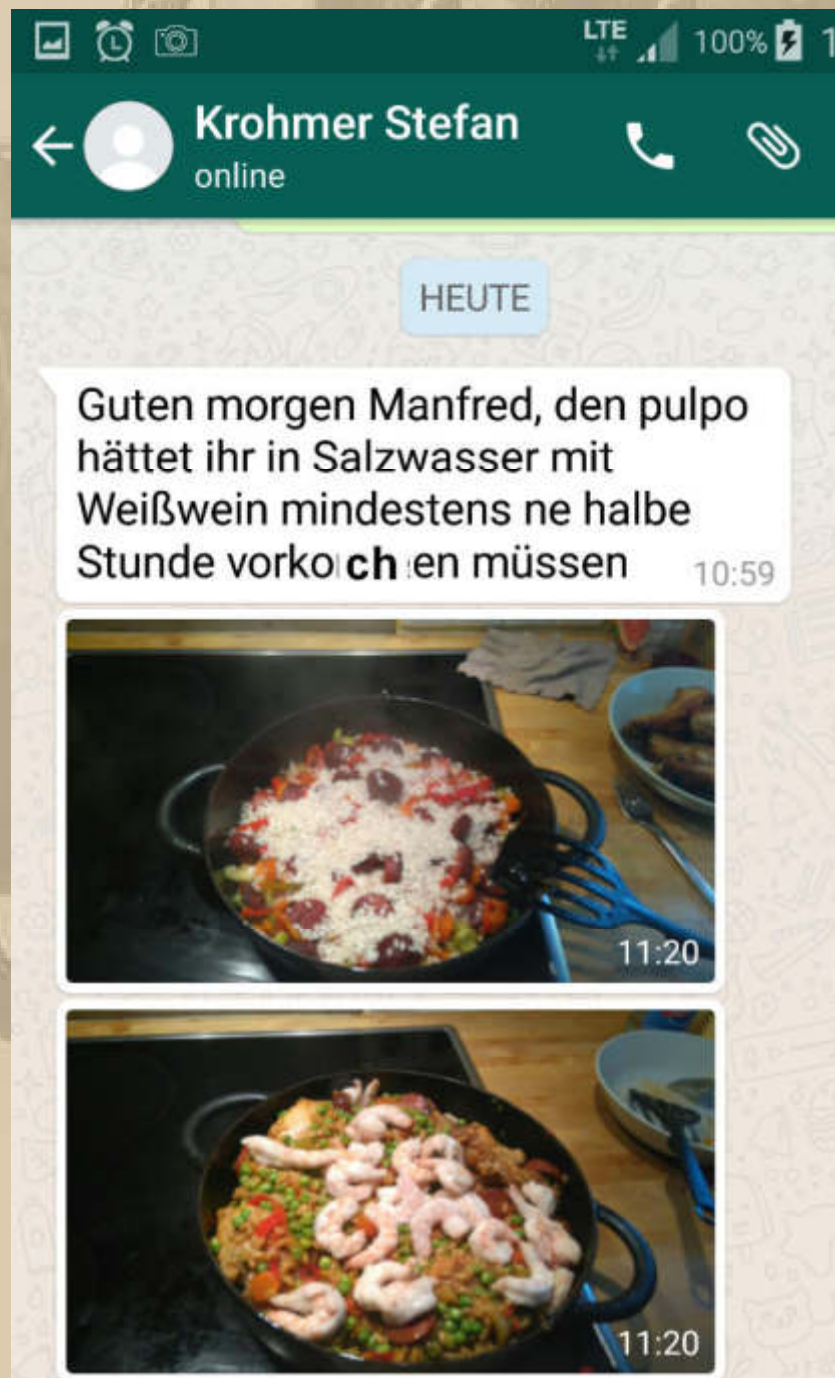 LTE 100% 1
Krohmer Stefan
online
HEUTE
Guten morgen Manfred, den pulpo
hättet ihr in Salzwasser mit
Weißwein mindestens ne halbe
Stunde vorkochen müssen 10:59
11:20
11:20